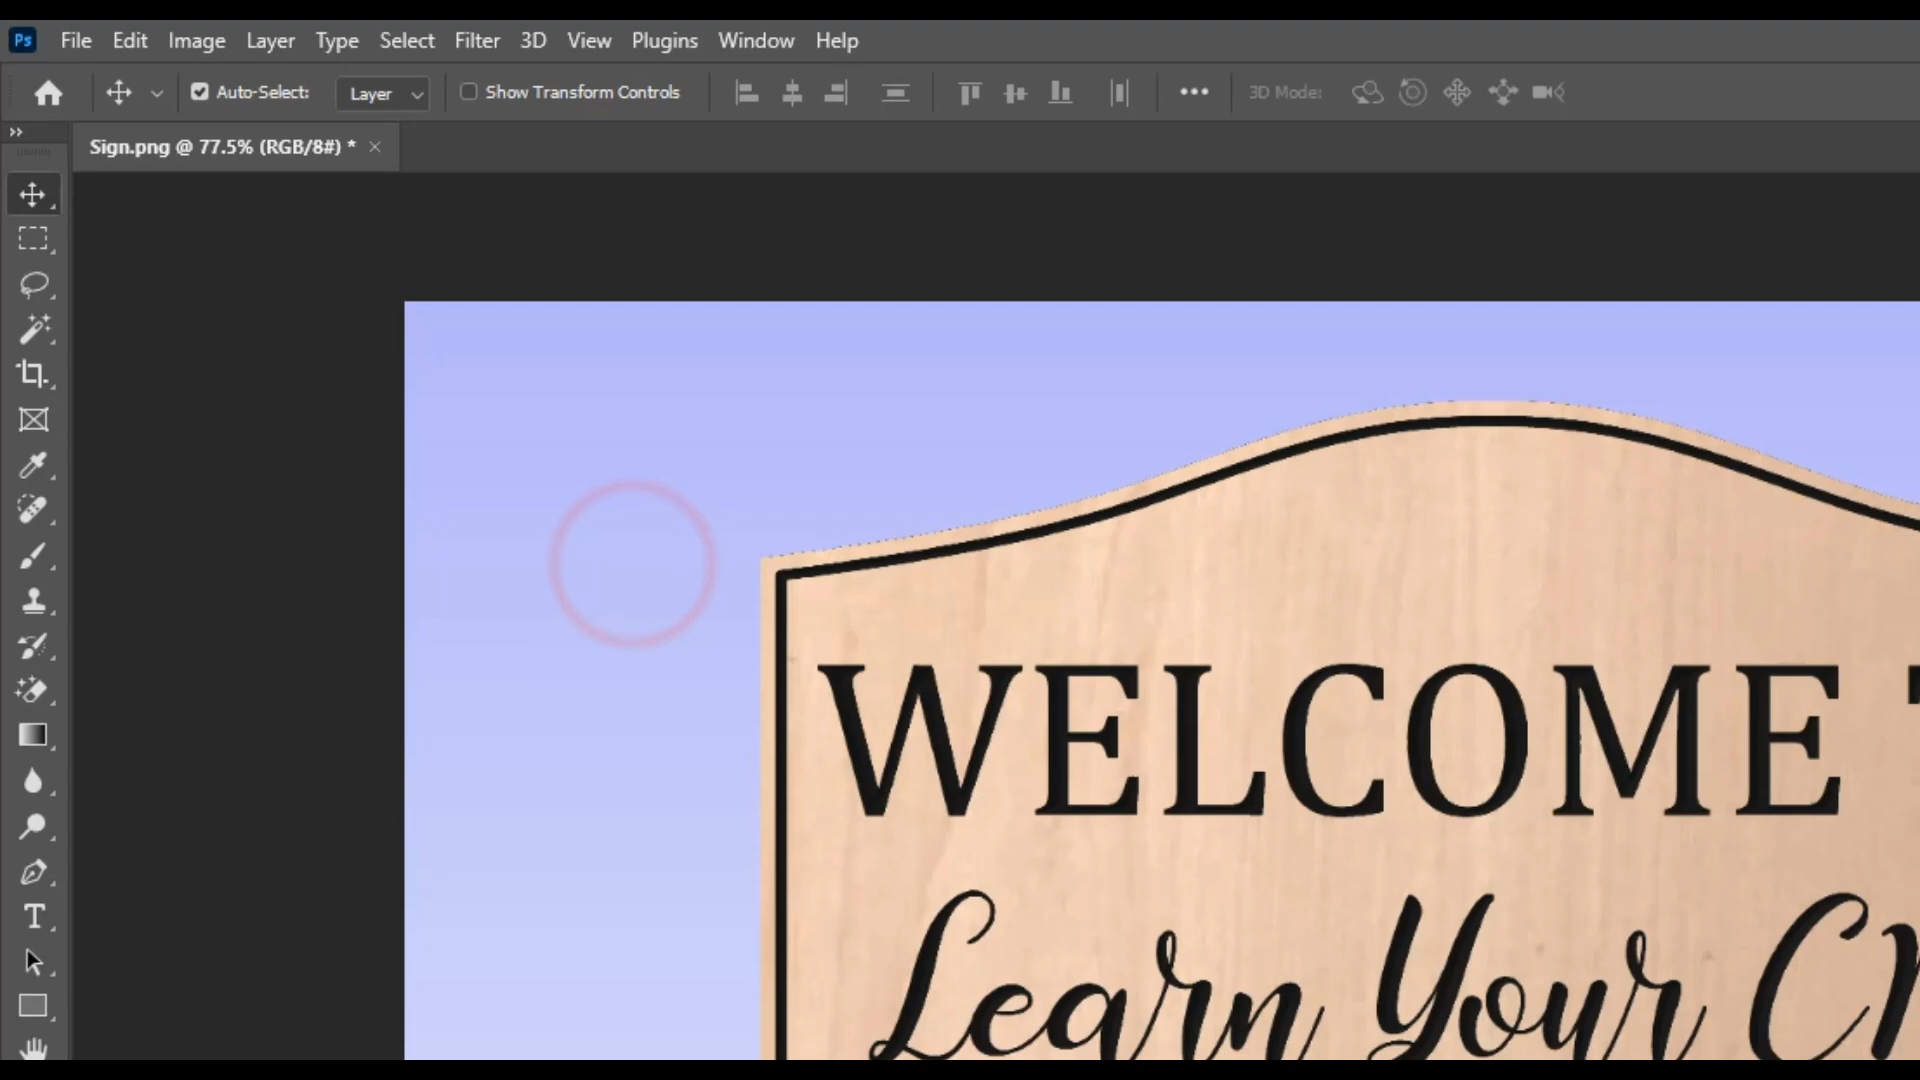 Ps File Edit Image Layer Type Select Filter 3D View Plugins Window Help
Auto-Select: Layer Show Transform Controls 3D Mode:
Sign.png @ 77.5% (RGB/8#) *
WELCOME
Learn Your